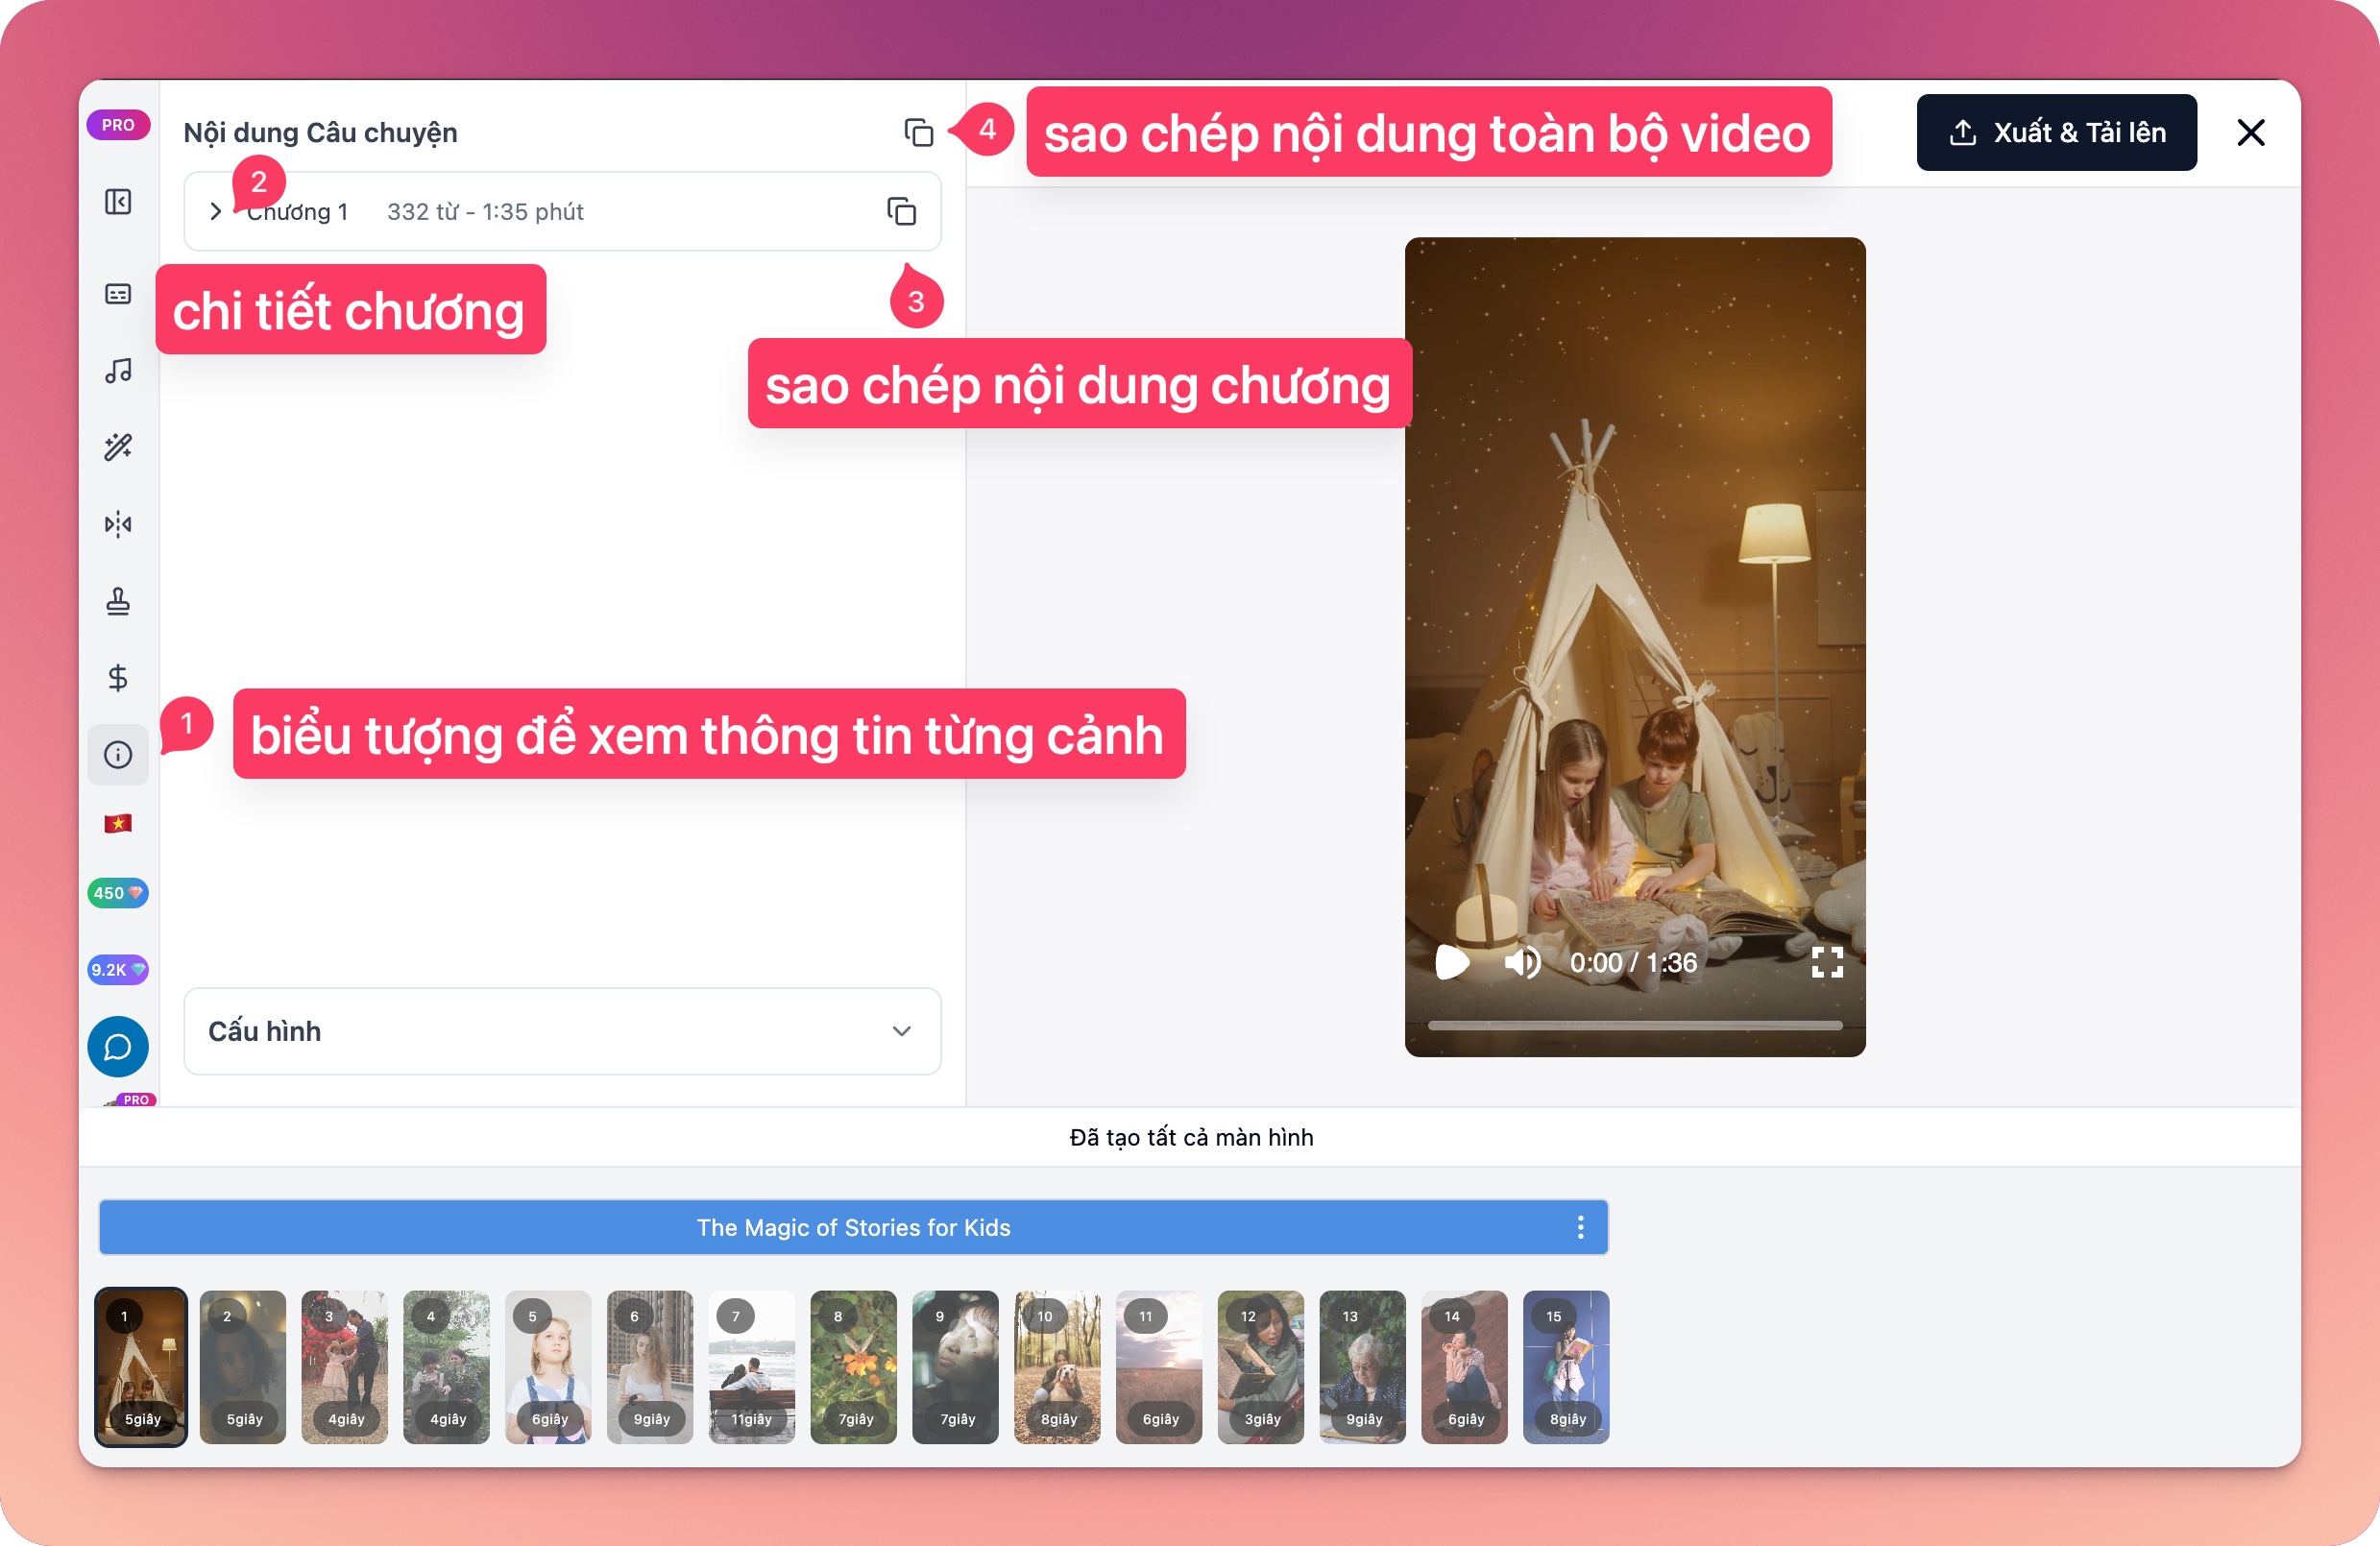 PRO
Nội dung Câu chuyện
4
sao chép nội dung toàn bộ video
Xuất & Tải lên
2
Chương 1
332 từ - 1:35 phút
chi tiết chương
3
sao chép nội dung chương
1
biểu tượng để xem thông tin từng cảnh
450
9.2K
0:00 / 1:36
Cấu hình
PRO
Đã tạo tất cả màn hình
The Magic of Stories for Kids
1 2 3 4 5 6 7 8 9 10 11 12 13 14 15
5giây 5giây 4giây 4giây 6giây 9giây 11giây 7giây 7giây 8giây 6giây 3giây 9giây 6giây 8giây